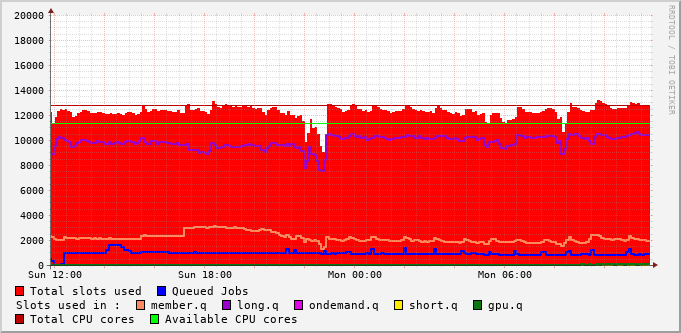 20000
18000
16000
14000
12000
10000
8000
6000
4000
2000
0
Sun 12:00 Sun 18:00 Mon 00:00 Mon 06:00
RRDTOOL / TOBI OETIKER
Total slots used Queued Jobs
Slots used in : member.q long.q ondemand.q short.q gpu.q
Total CPU cores Available CPU cores